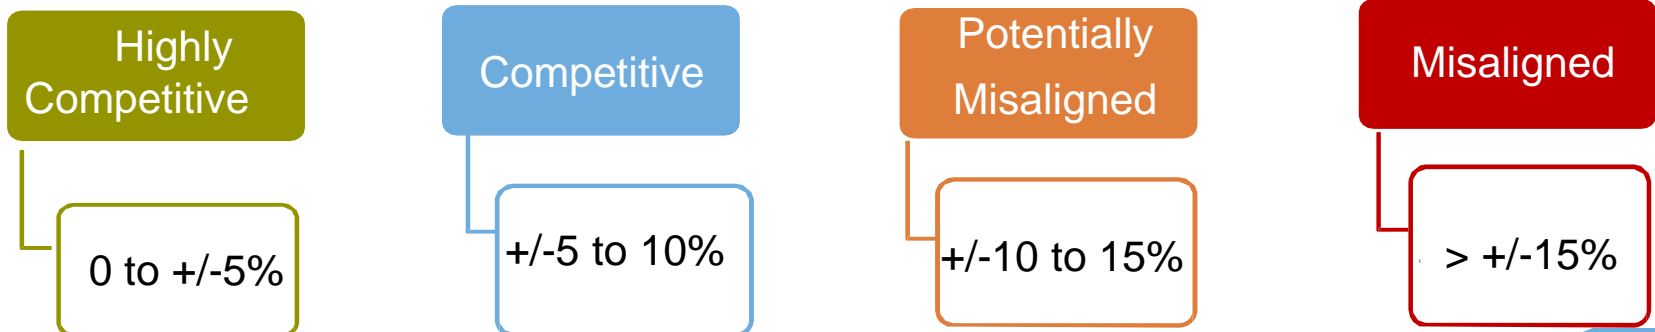 Highly
Competitive
0 to +/-5%
Competitive
+/-5 to 10%
Potentially
Misaligned
+/-10 to 15%
Misaligned
> +/-15%